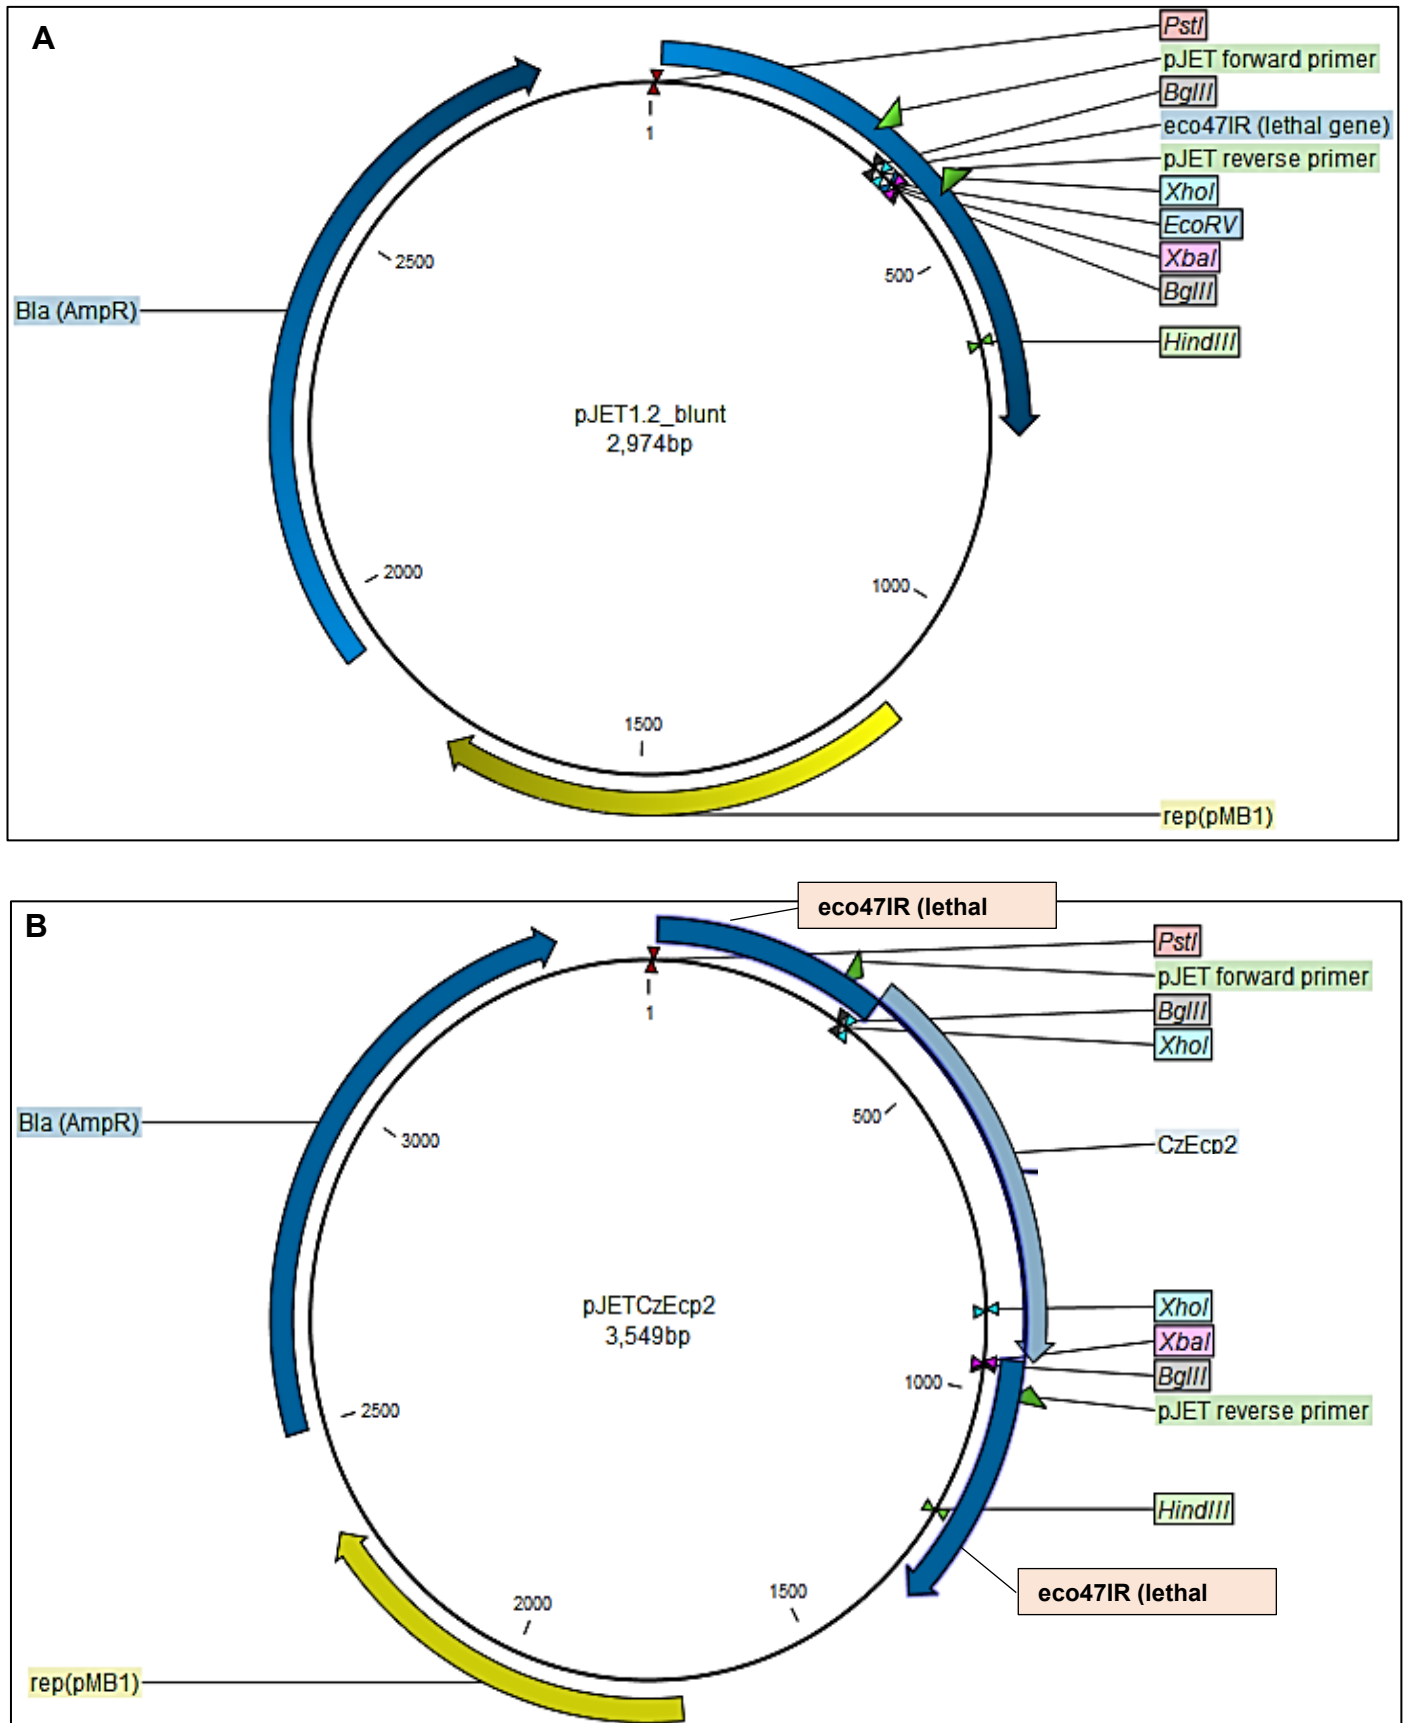 A
PstI
pJET forward primer
BglII
eco47IR (lethal gene)
pJET reverse primer
XhoI
EcoRV
XbaI
BglII
HindIII
1
500
1000
1500
2000
2500
Bla (AmpR)
pJET1.2_blunt
2,974bp
rep(pMB1)
B
eco47IR (lethal
PstI
pJET forward primer
BglII
XhoI
CzEcp2
XhoI
XbaI
BglII
pJET reverse primer
HindIII
eco47IR (lethal
1
500
1000
1500
2000
2500
3000
Bla (AmpR)
pJETCzEcp2
3,549bp
rep(pMB1)